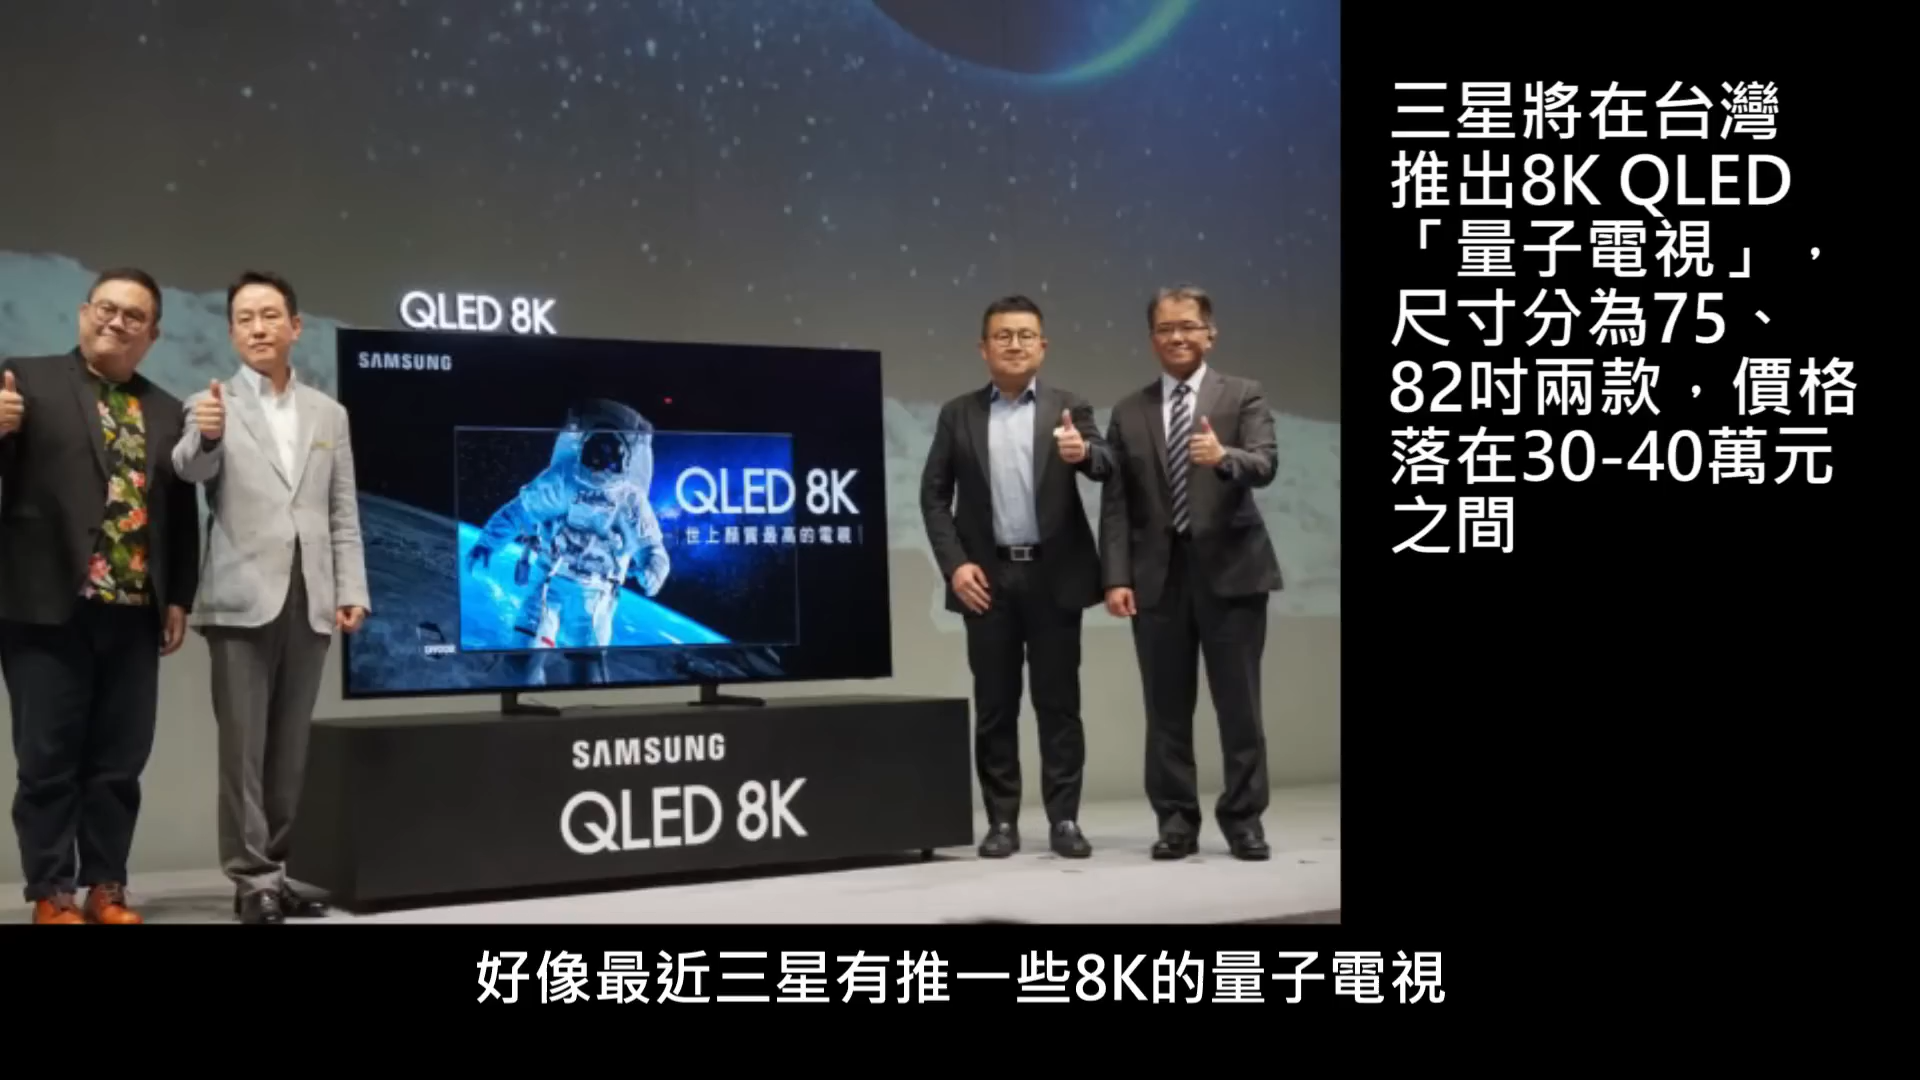 三星將在台灣
推出8K QLED
「量子電視」，
尺寸分為75、
82吋兩款，價格
落在30-40萬元
之間
QLED 8K
SAMSUNG
QLED 8K
世上顏質最高的電視
SAMSUNG
QLED 8K
好像最近三星有推一些8K的量子電視